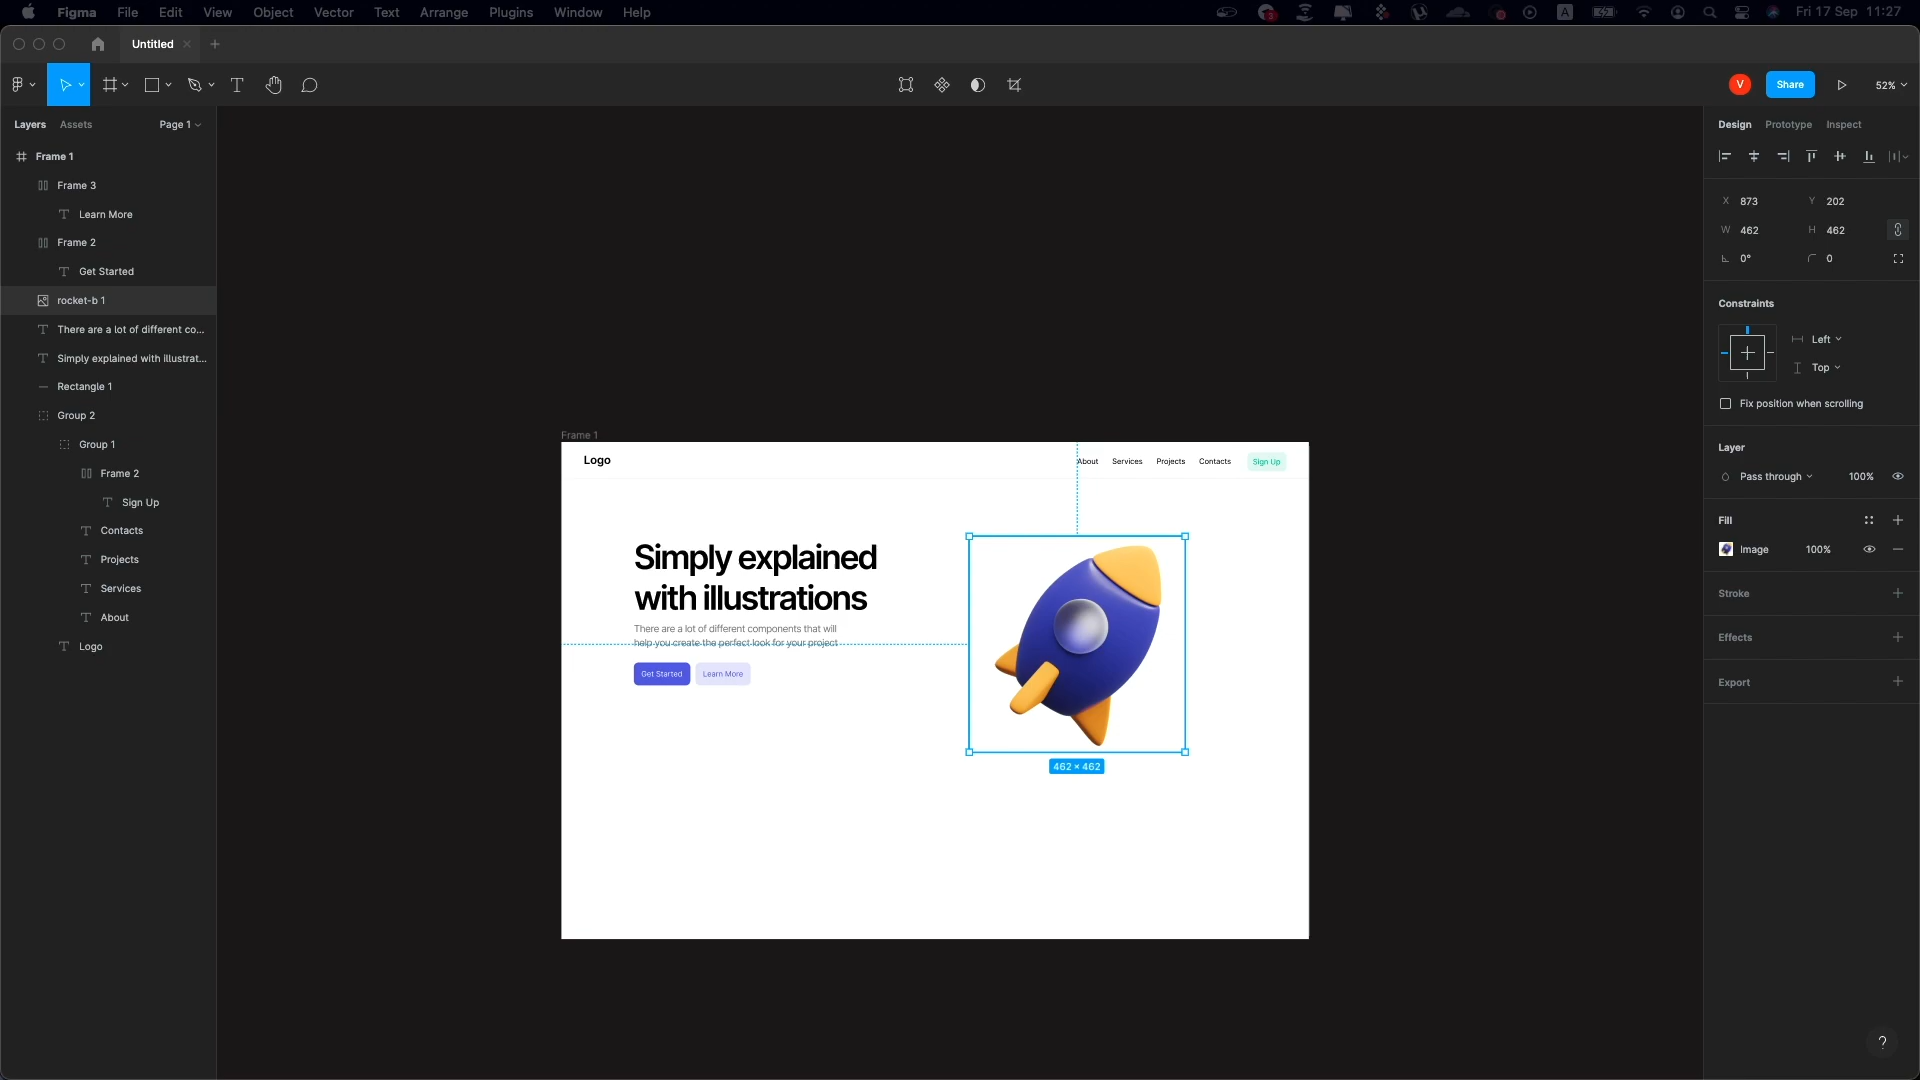 Figma File Edit View Object Vector Text Arrange Plugins Window Help
3 A Fri 17 Sep 11:27
Untitled
V Share 52%
Layers Assets Page 1
Frame 1
Frame 3
Learn More
Frame 2
Get Started
rocket-b 1
There are a lot of different co...
Simply explained with illustrat...
Rectangle 1
Group 2
Group 1
Frame 2
Sign Up
Contacts
Projects
Services
About
Logo
Frame 1
Logo About Services Projects Contacts Sign Up
Simply explained
with illustrations
There are a lot of different components that will
help you create the perfect look for your project
Get Started Learn More
462 × 462
Design Prototype Inspect
X 873 Y 202
W 462 H 462
0° 0
Constraints
Left
Top
Fix position when scrolling
Layer
Pass through 100%
Fill
Image 100%
Stroke
Effects
Export
?